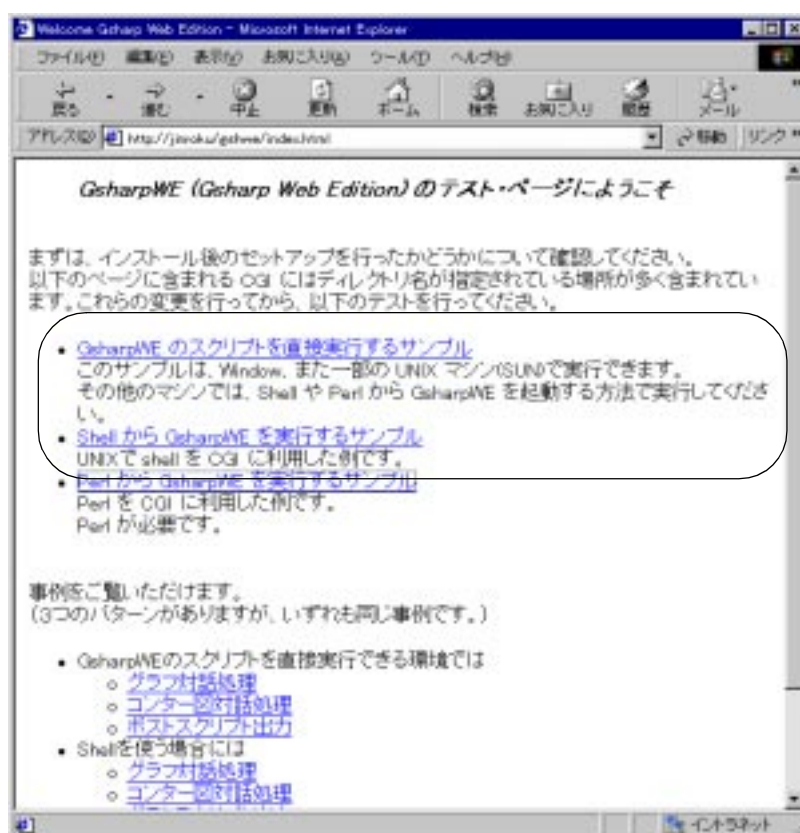 Welcome Gsharp Web Edition - Microsoft Internet Explorer
ファイル(F) 編集(E) 表示(V) お気に入り(A) ツール(T) ヘルプ(H)
戻る 進む 中止 更新 ホーム 検索 お気に入り 履歴 メール
アドレス(D) http://jinroku/gshwe/index.html 移動 リンク
GsharpWE (Gsharp Web Edition) のテスト・ページにようこそ
まずは、インストール後のセットアップを行ったかどうかについて確認してください。
以下のページに含まれる CGI にはディレクトリ名が指定されている場所が多く含まれてい
ます。これらの変更を行ってから、以下のテストを行ってください。
GsharpWE のスクリプトを直接実行するサンプル
このサンプルは、Window、また一部の UNIX マシン(SUN)で実行できます。
その他のマシンでは、Shell や Perl から GsharpWE を起動する方法で実行してくださ
い。
Shell から GsharpWE を実行するサンプル
UNIXで shell を CGI に利用した例です。
Perl から GsharpWE を実行するサンプル
Perl を CGI に利用した例です。
Perl が必要です。
事例をご覧いただけます。
(3つのパターンがありますが、いずれも同じ事例です。)
GsharpWEのスクリプトを直接実行できる環境では
グラフ対話処理
コンター図対話処理
ポストスクリプト出力
Shellを使う場合には
グラフ対話処理
コンター図対話処理
イントラネット